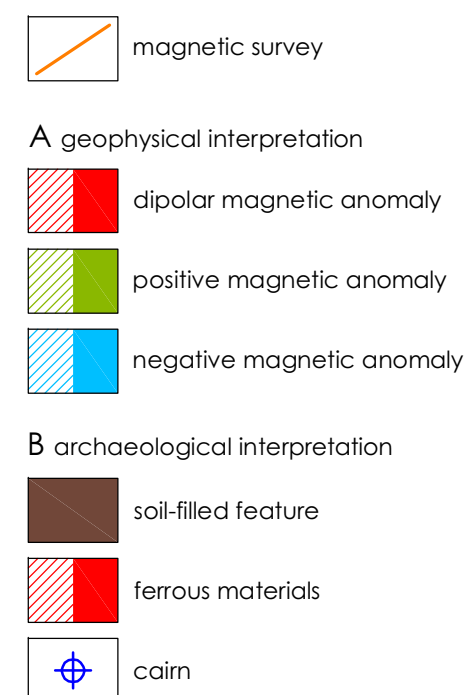 magnetic survey
A geophysical interpretation
dipolar magnetic anomaly
positive magnetic anomaly
negative magnetic anomaly
B archaeological interpretation
soil-filled feature
ferrous materials
cairn